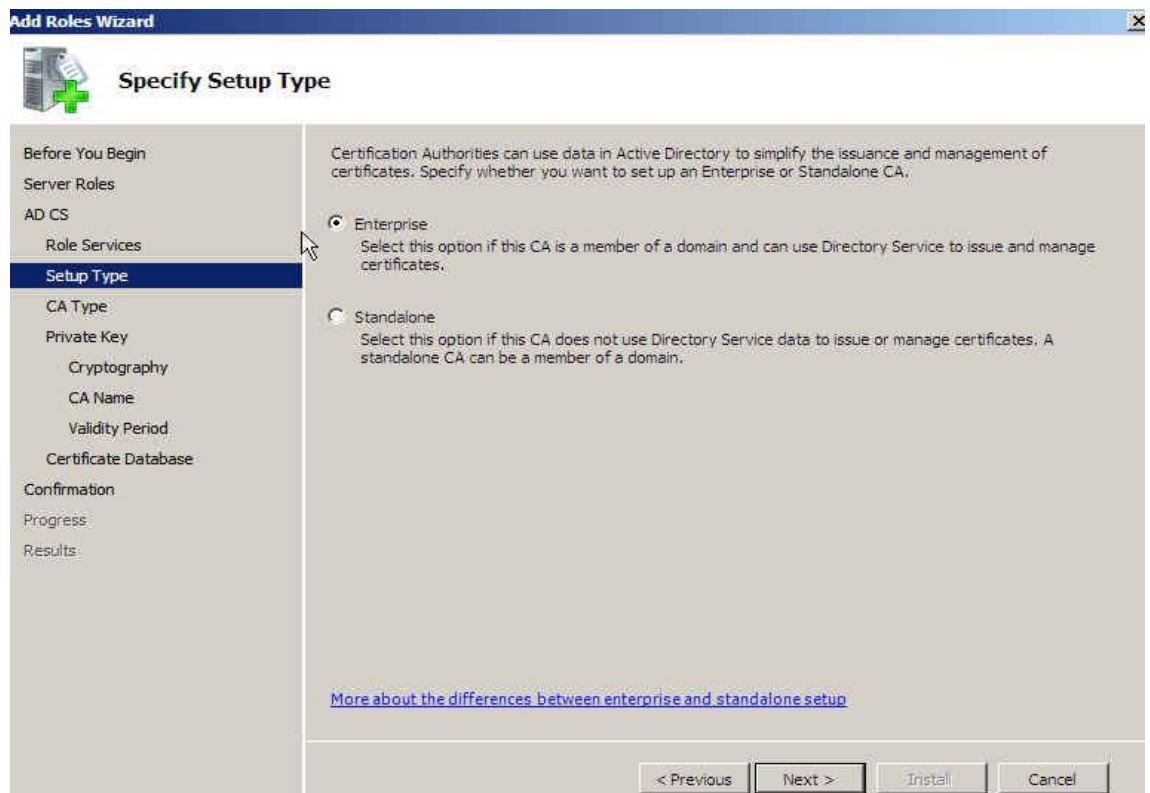 Add Roles Wizard
Specify Setup Type
Before You Begin
Server Roles
AD CS
Role Services
Setup Type
CA Type
Private Key
Cryptography
CA Name
Validity Period
Certificate Database
Confirmation
Progress
Results
Certification Authorities can use data in Active Directory to simplify the issuance and management of
certificates. Specify whether you want to set up an Enterprise or Standalone CA.
Enterprise
Select this option if this CA is a member of a domain and can use Directory Service to issue and manage
certificates.
Standalone
Select this option if this CA does not use Directory Service data to issue or manage certificates. A
standalone CA can be a member of a domain.
More about the differences between enterprise and standalone setup
< Previous
Next >
Install
Cancel